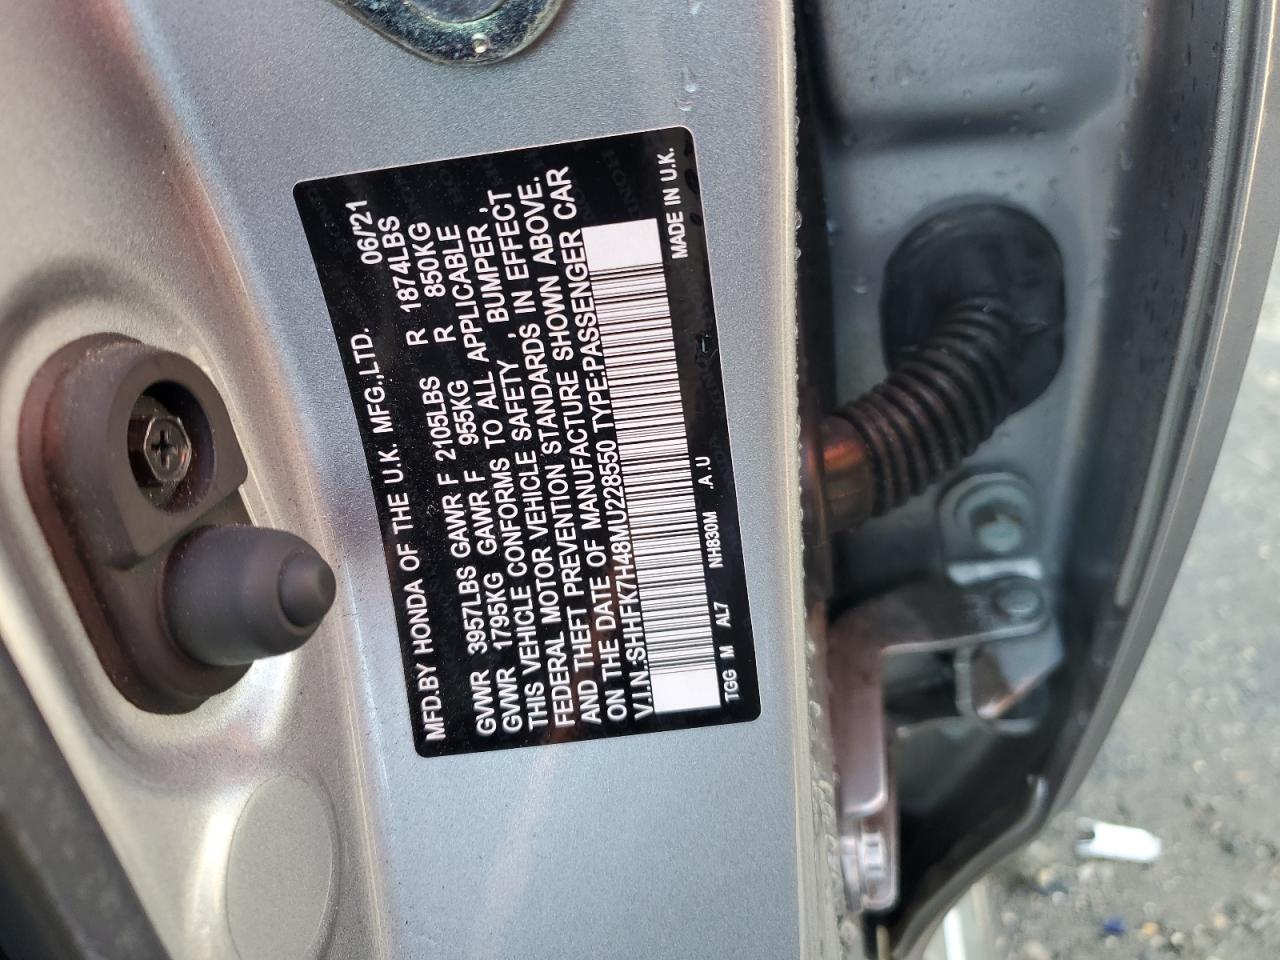 MFD.BY HONDA OF THE U.K. MFG.,LTD. 06/'21
GVWR 3957LBS GAWR F 2105LBS R 1874LBS
GVWR 1795KG GAWR F 955KG R 850KG
THIS VEHICLE CONFORMS TO ALL APPLICABLE
FEDERAL MOTOR VEHICLE SAFETY , BUMPER ,
AND THEFT PREVENTION STANDARDS IN EFFECT
ON THE DATE OF MANUFACTURE SHOWN ABOVE.
V.I.N.:SHHFK7H48MU228550 TYPE:PASSENGER CAR
TGG M AL7 NH830M A .U MADE IN U.K.